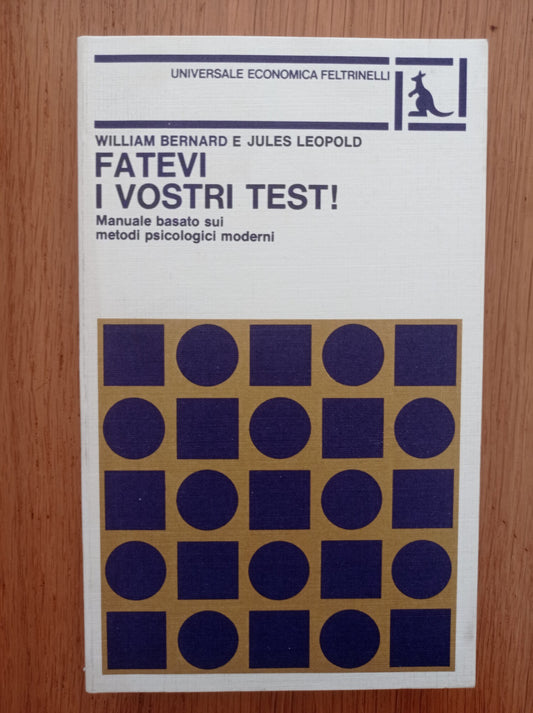 UNIVERSALE ECONOMICA FELTRINELLI
WILLIAM BERNARD E JULES LEOPOLD
FATEVI
I VOSTRI TEST!
Manuale basato sui
metodi psicologici moderni